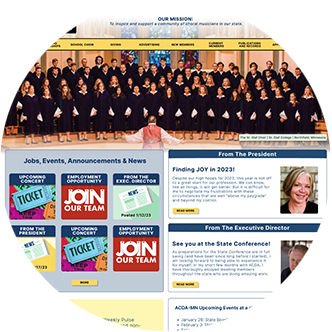 OUR MISSION:
To inspire and support a community of choral musicians in our state.
SCHOOL CHOIR
GIVING
ADVERTISING
NEW MEMBERS
CURRENT MEMBERS
PUBLICATIONS AND RECORDS
The St. Olaf Choir | St. Olaf College | Northfield, Minnesota
Jobs, Events, Announcements & News
UPCOMING CONCERT
TICKET
EMPLOYMENT OPPORTUNITY
JOIN OUR TEAM
FROM THE EXEC. DIRECTOR
NEWS
Posted 1/12/23
FROM THE PRESIDENT
NEWS
UPCOMING CONCERT
TICKET
EMPLOYMENT OPPORTUNITY
JOIN OUR TEAM
MORE
From The President
Finding JOY in 2023!
Despite our high hopes for 2023, this year is not off
to a great start for our profession. We can know,
like all things, it will get better. But it is difficult for
me to negotiate my frustrations with these
circumstances that are well "above my paygrade"
and beyond my control.
READ MORE
From The Executive Director
See you at the State Conference!
As preparations for the State Conference are in full
swing (and have been since long before I started), I
am looking forward to being able to experience it
for myself. In my short few months with ACDA, I
have thoroughly enjoyed meeting members
throughout the state who are doing amazing work
READ MORE
ACDA-MN Upcoming Events at a
January 28: State
February
Weekly Pulse